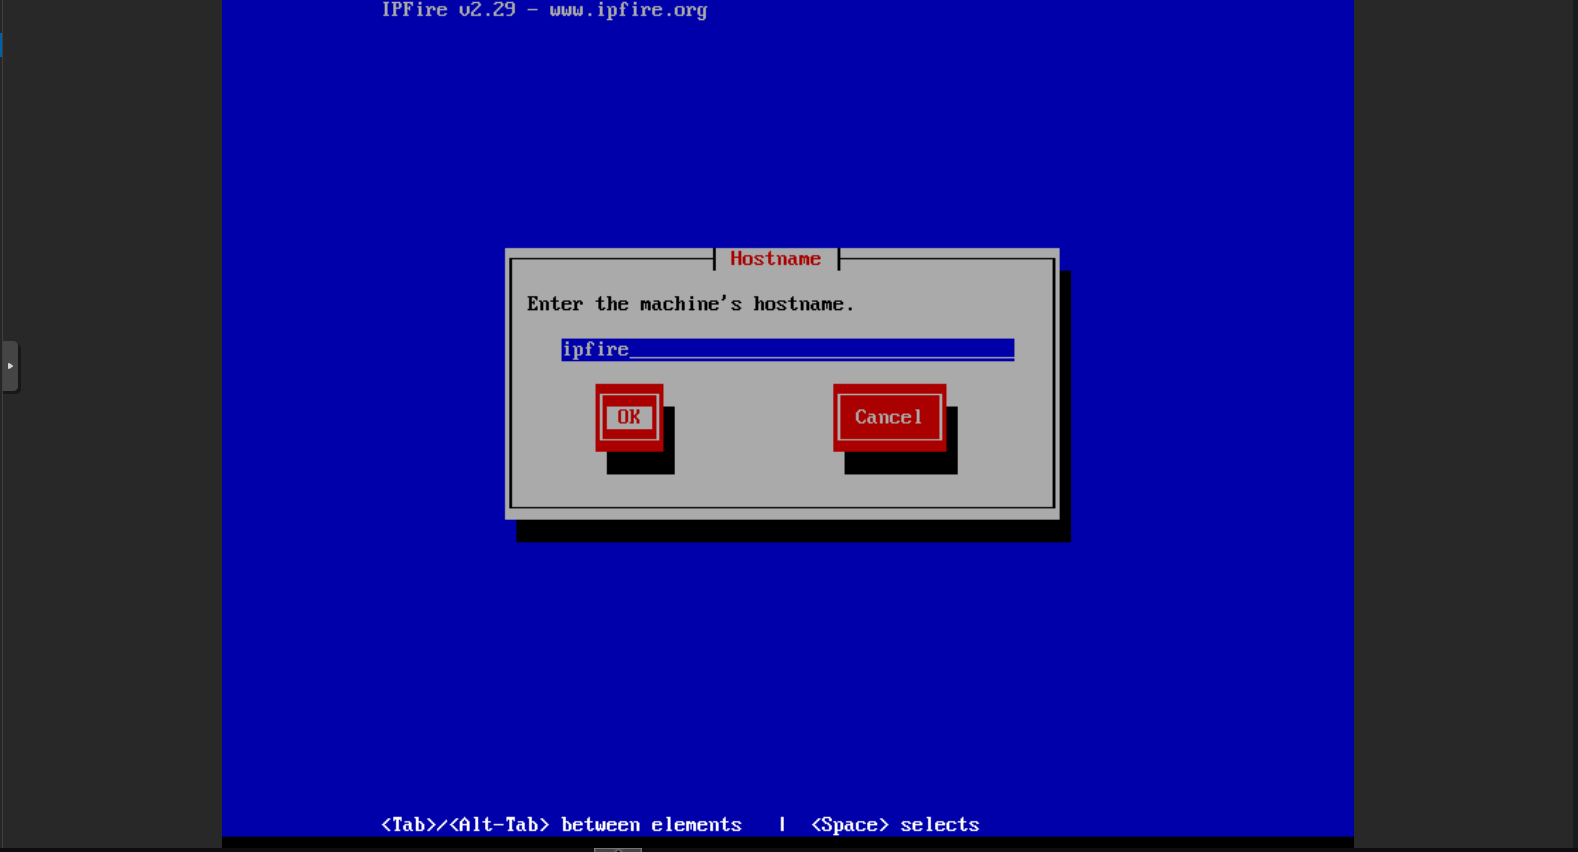 IPFire v2.29 - www.ipfire.org
Hostname
Enter the machine's hostname.
ipfire
OK
Cancel
<Tab>/<Alt-Tab> between elements | <Space> selects